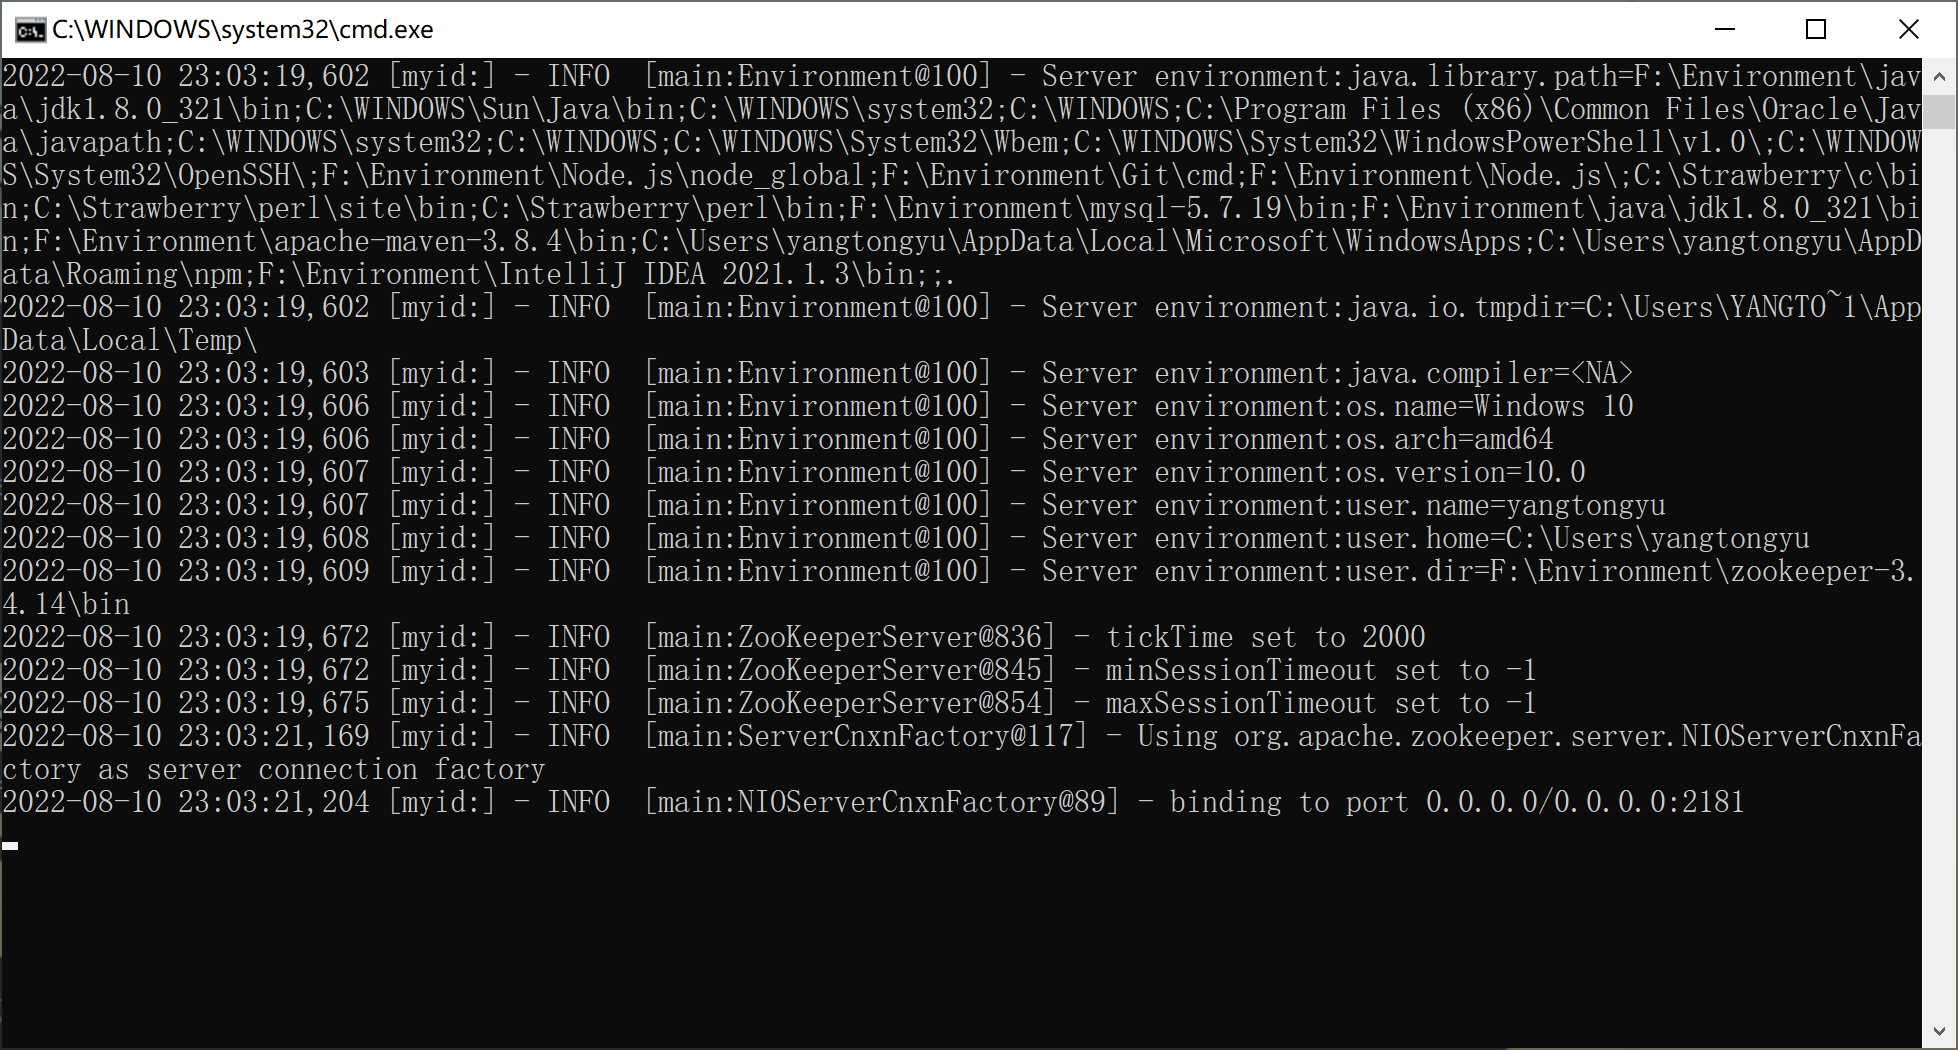 C:\WINDOWS\system32\cmd.exe
2022-08-10 23:03:19,602 [myid:] - INFO  [main:Environment@100] - Server environment:java.library.path=F:\Environment\jav
a\jdk1.8.0_321\bin;C:\WINDOWS\Sun\Java\bin;C:\WINDOWS\system32;C:\WINDOWS;C:\Program Files (x86)\Common Files\Oracle\Jav
a\javapath;C:\WINDOWS\system32;C:\WINDOWS;C:\WINDOWS\System32\Wbem;C:\WINDOWS\System32\WindowsPowerShell\v1.0\;C:\WINDOW
S\System32\OpenSSH\;F:\Environment\Node.js\node_global;F:\Environment\Git\cmd;F:\Environment\Node.js\;C:\Strawberry\c\bi
n;C:\Strawberry\perl\site\bin;C:\Strawberry\perl\bin;F:\Environment\mysql-5.7.19\bin;F:\Environment\java\jdk1.8.0_321\bi
n;F:\Environment\apache-maven-3.8.4\bin;C:\Users\yangtongyu\AppData\Local\Microsoft\WindowsApps;C:\Users\yangtongyu\AppD
ata\Roaming\npm;F:\Environment\IntelliJ IDEA 2021.1.3\bin;;.
2022-08-10 23:03:19,602 [myid:] - INFO  [main:Environment@100] - Server environment:java.io.tmpdir=C:\Users\YANGTO~1\App
Data\Local\Temp\
2022-08-10 23:03:19,603 [myid:] - INFO  [main:Environment@100] - Server environment:java.compiler=<NA>
2022-08-10 23:03:19,606 [myid:] - INFO  [main:Environment@100] - Server environment:os.name=Windows 10
2022-08-10 23:03:19,606 [myid:] - INFO  [main:Environment@100] - Server environment:os.arch=amd64
2022-08-10 23:03:19,607 [myid:] - INFO  [main:Environment@100] - Server environment:os.version=10.0
2022-08-10 23:03:19,607 [myid:] - INFO  [main:Environment@100] - Server environment:user.name=yangtongyu
2022-08-10 23:03:19,608 [myid:] - INFO  [main:Environment@100] - Server environment:user.home=C:\Users\yangtongyu
2022-08-10 23:03:19,609 [myid:] - INFO  [main:Environment@100] - Server environment:user.dir=F:\Environment\zookeeper-3.
4.14\bin
2022-08-10 23:03:19,672 [myid:] - INFO  [main:ZooKeeperServer@836] - tickTime set to 2000
2022-08-10 23:03:19,672 [myid:] - INFO  [main:ZooKeeperServer@845] - minSessionTimeout set to -1
2022-08-10 23:03:19,675 [myid:] - INFO  [main:ZooKeeperServer@854] - maxSessionTimeout set to -1
2022-08-10 23:03:21,169 [myid:] - INFO  [main:ServerCnxnFactory@117] - Using org.apache.zookeeper.server.NIOServerCnxnFa
ctory as server connection factory
2022-08-10 23:03:21,204 [myid:] - INFO  [main:NIOServerCnxnFactory@89] - binding to port 0.0.0.0/0.0.0.0:2181